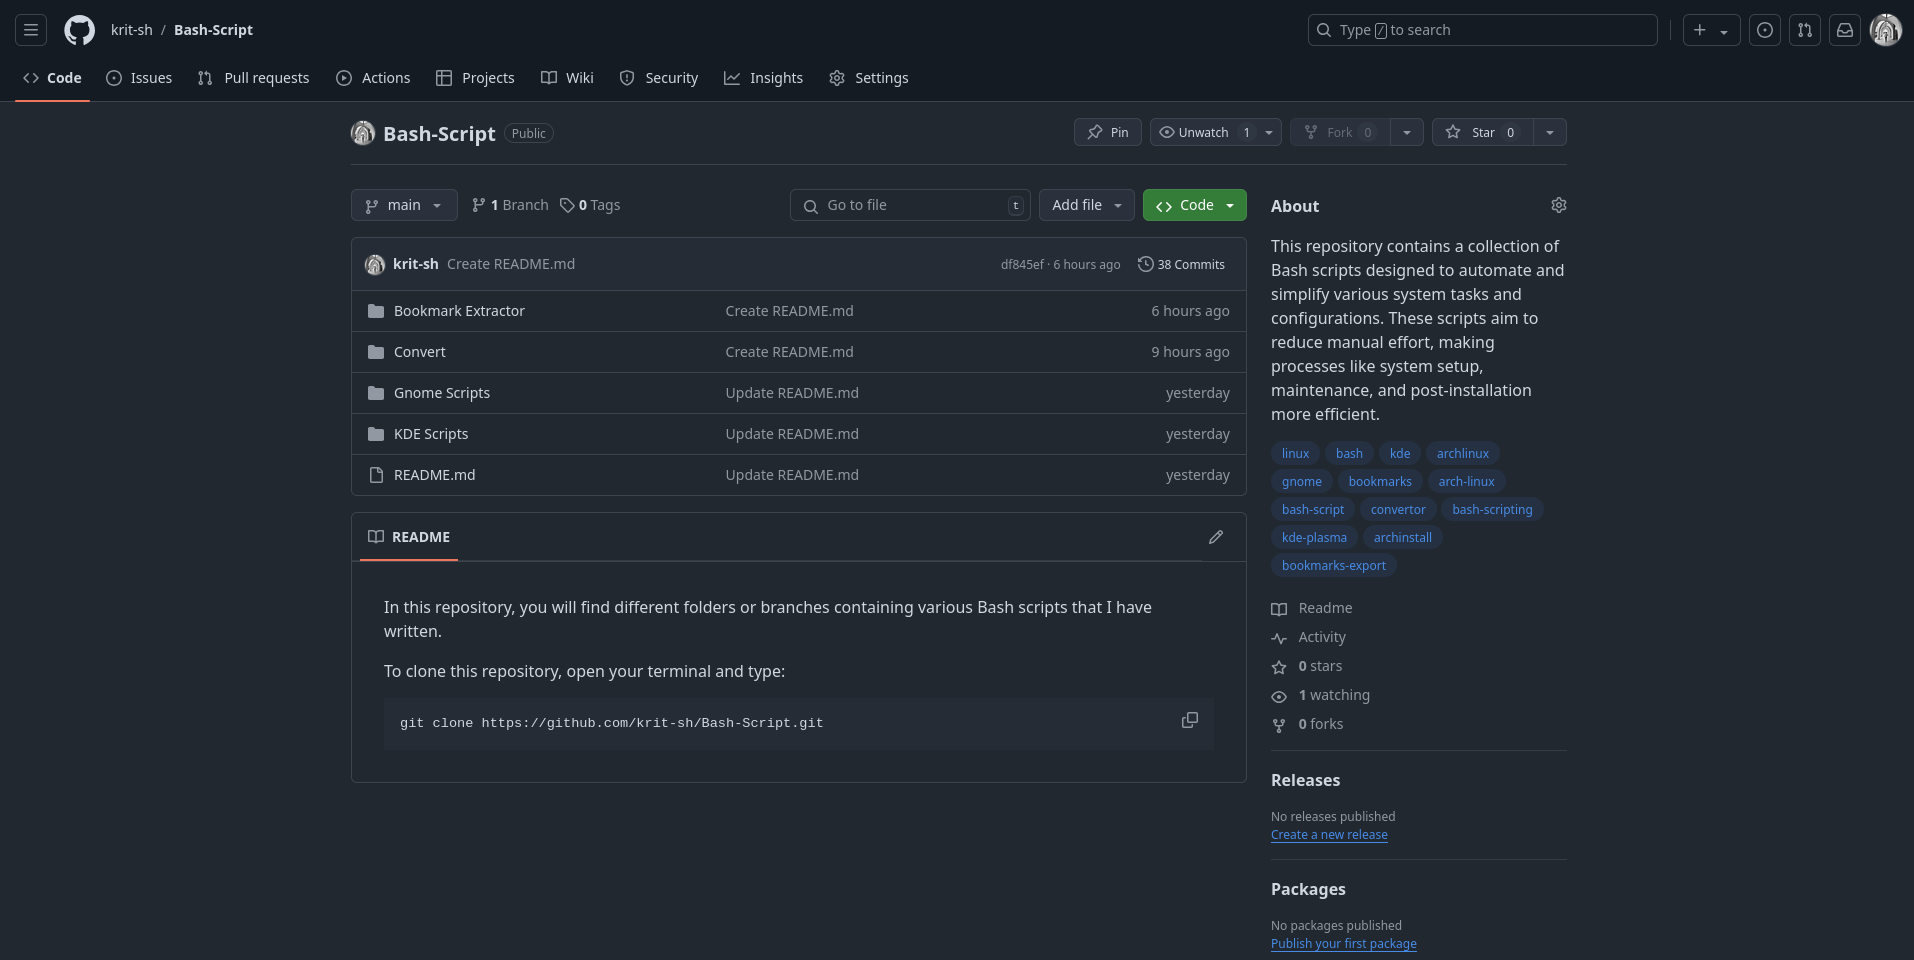 krit-sh / Bash-Script
Type / to search
Code Issues Pull requests Actions Projects Wiki Security Insights Settings
Bash-Script Public
Pin Unwatch 1 Fork 0 Star 0
main 1 Branch 0 Tags Go to file t Add file Code
krit-sh Create README.md df845ef · 6 hours ago 38 Commits
Bookmark Extractor Create README.md 6 hours ago
Convert Create README.md 9 hours ago
Gnome Scripts Update README.md yesterday
KDE Scripts Update README.md yesterday
README.md Update README.md yesterday
README
In this repository, you will find different folders or branches containing various Bash scripts that I have
written.
To clone this repository, open your terminal and type:
git clone https://github.com/krit-sh/Bash-Script.git
About
This repository contains a collection of
Bash scripts designed to automate and
simplify various system tasks and
configurations. These scripts aim to
reduce manual effort, making
processes like system setup,
maintenance, and post-installation
more efficient.
linux bash kde archlinux
gnome bookmarks arch-linux
bash-script convertor bash-scripting
kde-plasma archinstall
bookmarks-export
Readme
Activity
0 stars
1 watching
0 forks
Releases
No releases published
Create a new release
Packages
No packages published
Publish your first package